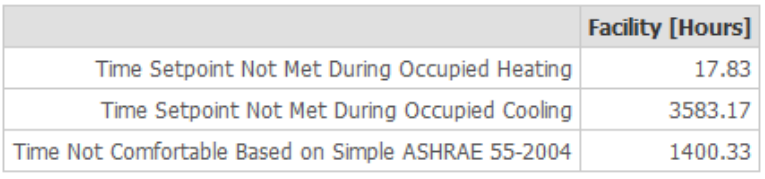 Facility [Hours]
Time Setpoint Not Met During Occupied Heating 17.83
Time Setpoint Not Met During Occupied Cooling 3583.17
Time Not Comfortable Based on Simple ASHRAE 55-2004 1400.33